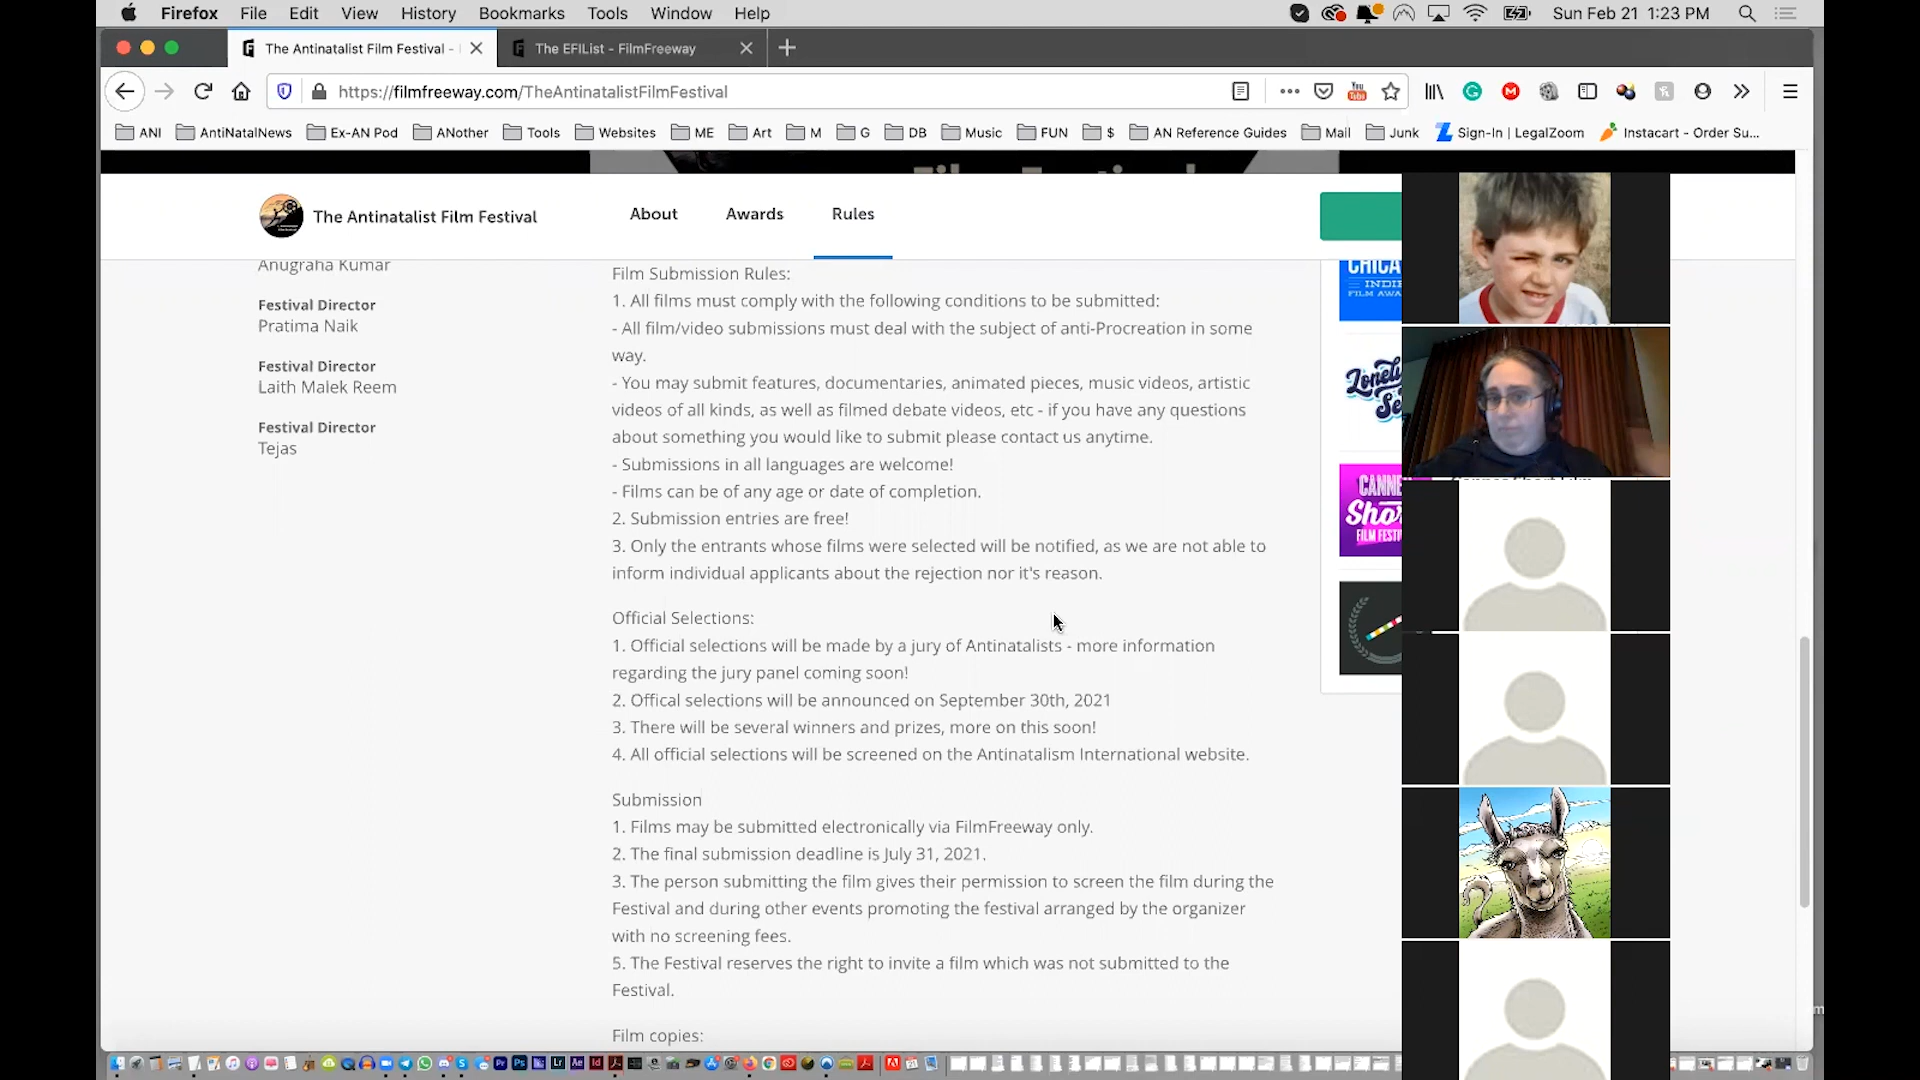 Firefox File Edit View History Bookmarks Tools Window Help Sun Feb 21 1:23 PM
The Antinatalist Film Festival - The EFIList - FilmFreeway
https://filmfreeway.com/TheAntinatalistFilmFestival
ANI AntiNatalNews Ex-AN Pod ANother Tools Websites ME Art M G DB Music FUN $ AN Reference Guides Mail Junk Sign-In | LegalZoom Instacart - Order Su...
The Antinatalist Film Festival About Awards Rules
Anugraha Kumar
Festival Director
Pratima Naik
Festival Director
Laith Malek Reem
Festival Director
Tejas
Film Submission Rules:
1. All films must comply with the following conditions to be submitted:
- All film/video submissions must deal with the subject of anti-Procreation in some
way.
- You may submit features, documentaries, animated pieces, music videos, artistic
videos of all kinds, as well as filmed debate videos, etc - if you have any questions
about something you would like to submit please contact us anytime.
- Submissions in all languages are welcome!
- Films can be of any age or date of completion.
2. Submission entries are free!
3. Only the entrants whose films were selected will be notified, as we are not able to
inform individual applicants about the rejection nor it's reason.
Official Selections:
1. Official selections will be made by a jury of Antinatalists - more information
regarding the jury panel coming soon!
2. Offical selections will be announced on September 30th, 2021
3. There will be several winners and prizes, more on this soon!
4. All official selections will be screened on the Antinatalism International website.
Submission
1. Films may be submitted electronically via FilmFreeway only.
2. The final submission deadline is July 31, 2021.
3. The person submitting the film gives their permission to screen the film during the
Festival and during other events promoting the festival arranged by the organizer
with no screening fees.
5. The Festival reserves the right to invite a film which was not submitted to the
Festival.
Film copies: